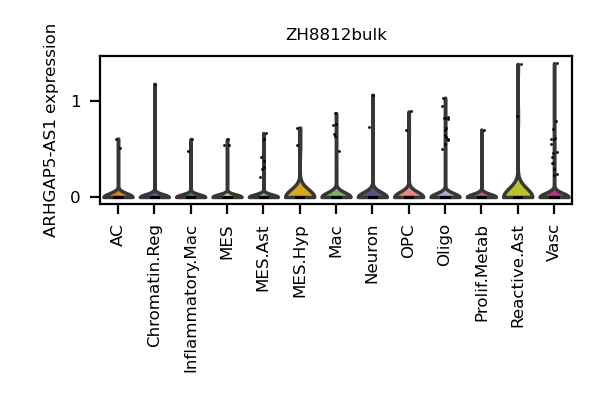 ZH8812bulk
ARHGAP5-AS1 expression
1
0
AC
Chromatin.Reg
Inflammatory.Mac
MES
MES.Ast
MES.Hyp
Mac
Neuron
OPC
Oligo
Prolif.Metab
Reactive.Ast
Vasc